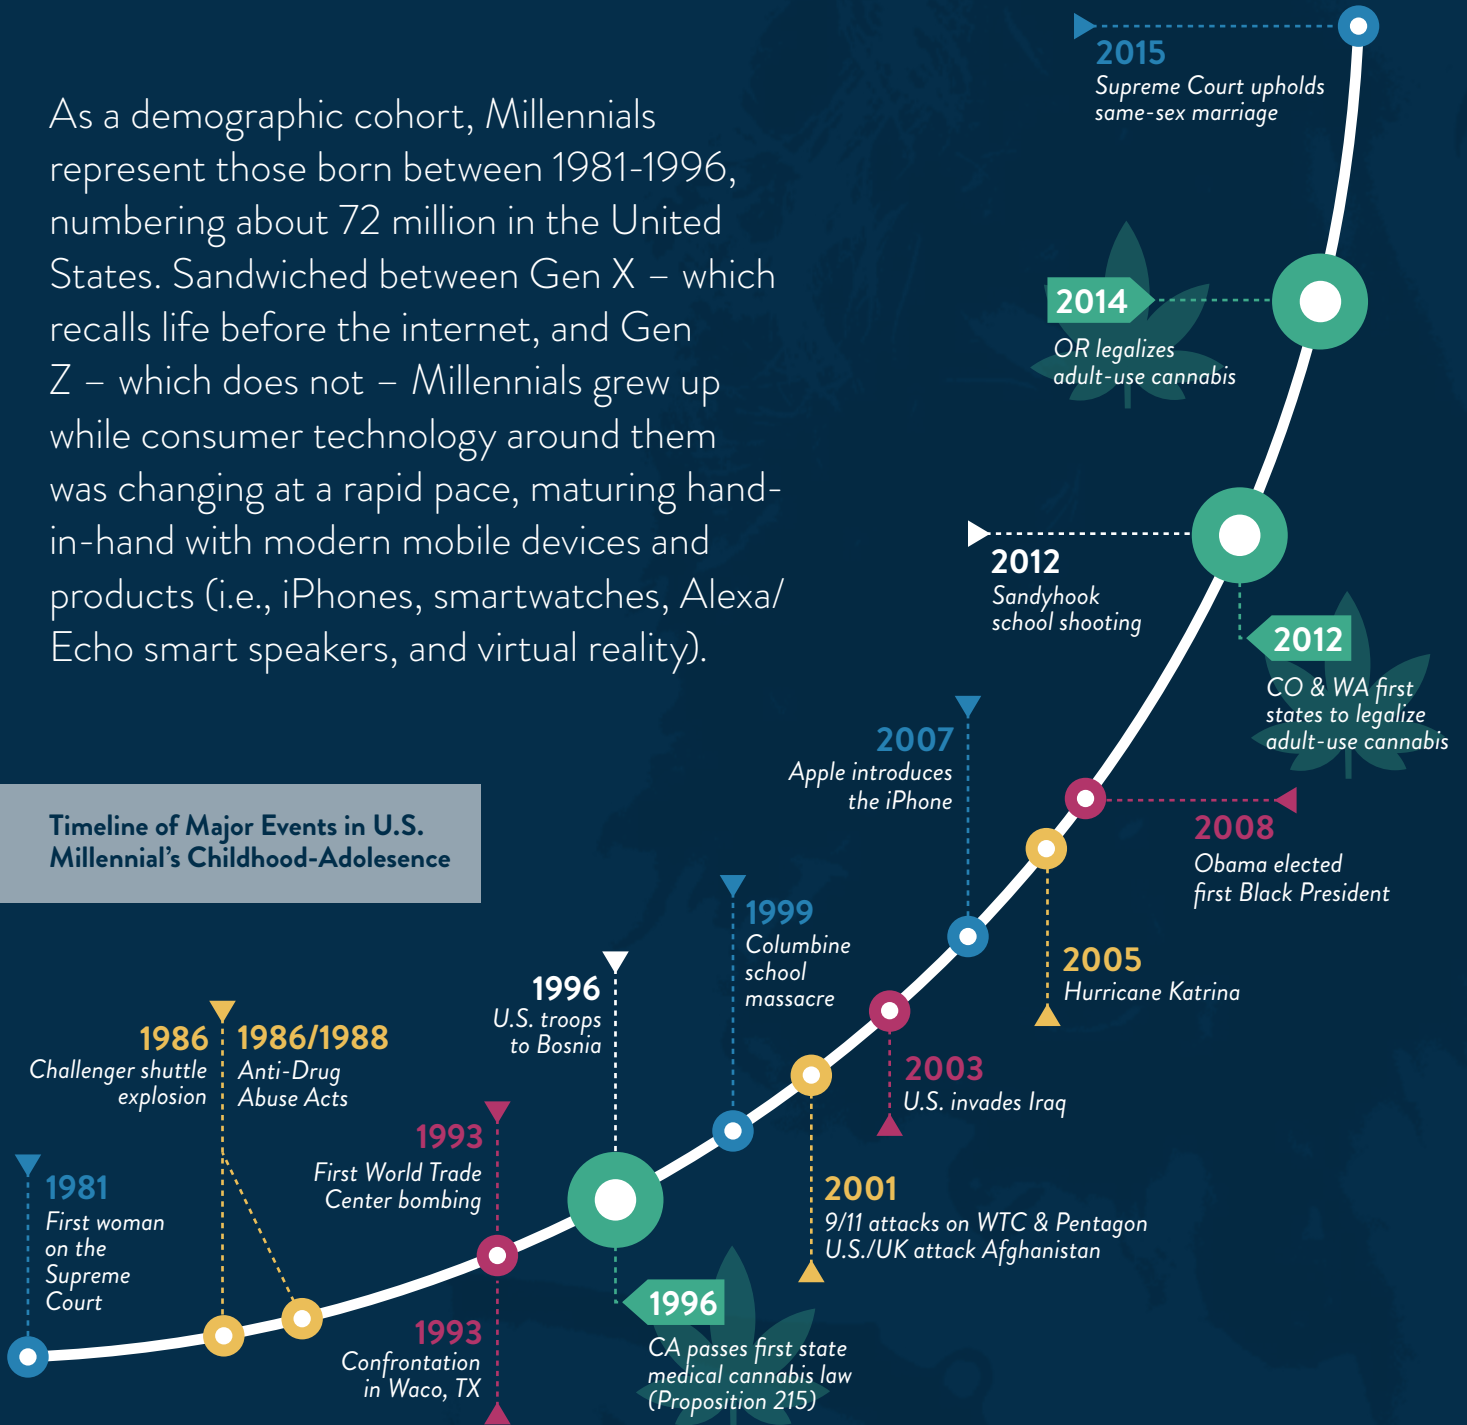 As a demographic cohort, Millennials
represent those born between 1981-1996,
numbering about 72 million in the United
States. Sandwiched between Gen X – which
recalls life before the internet, and Gen
Z – which does not – Millennials grew up
while consumer technology around them
was changing at a rapid pace, maturing hand-
in-hand with modern mobile devices and
products (i.e., iPhones, smartwatches, Alexa/
Echo smart speakers, and virtual reality).
Timeline of Major Events in U.S.
Millennial's Childhood-Adolesence
1981
First woman
on the
Supreme
Court
1986
Challenger shuttle
explosion
1986/1988
Anti-Drug
Abuse Acts
1993
First World Trade
Center bombing
1993
Confrontation
in Waco, TX
1996
U.S. troops
to Bosnia
1996
CA passes first state
medical cannabis law
(Proposition 215)
1999
Columbine
school
massacre
2001
9/11 attacks on WTC & Pentagon
U.S./UK attack Afghanistan
2003
U.S. invades Iraq
2005
Hurricane Katrina
2007
Apple introduces
the iPhone
2008
Obama elected
first Black President
2012
Sandyhook
school shooting
2012
CO & WA first
states to legalize
adult-use cannabis
2014
OR legalizes
adult-use cannabis
2015
Supreme Court upholds
same-sex marriage